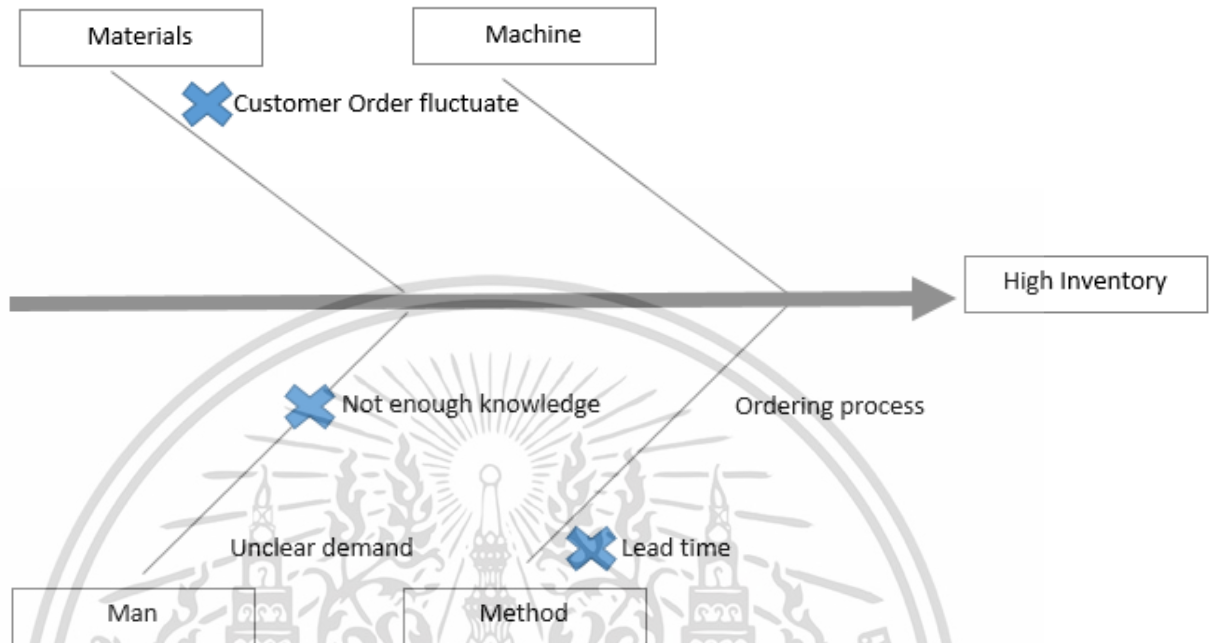 Materials
Machine
Customer Order fluctuate
High Inventory
Not enough knowledge
Ordering process
Unclear demand
Lead time
Man
Method